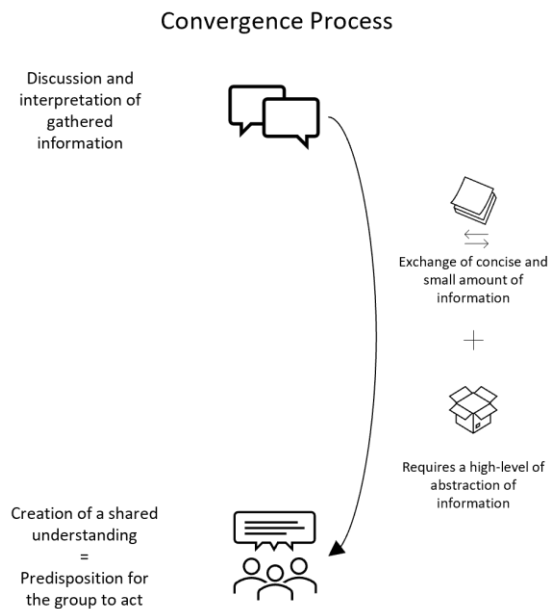 Convergence Process
Discussion and
interpretation of
gathered
information
Exchange of concise and
small amount of
information
+
Requires a high-level of
abstraction of
information
Creation of a shared
understanding
=
Predisposition for
the group to act